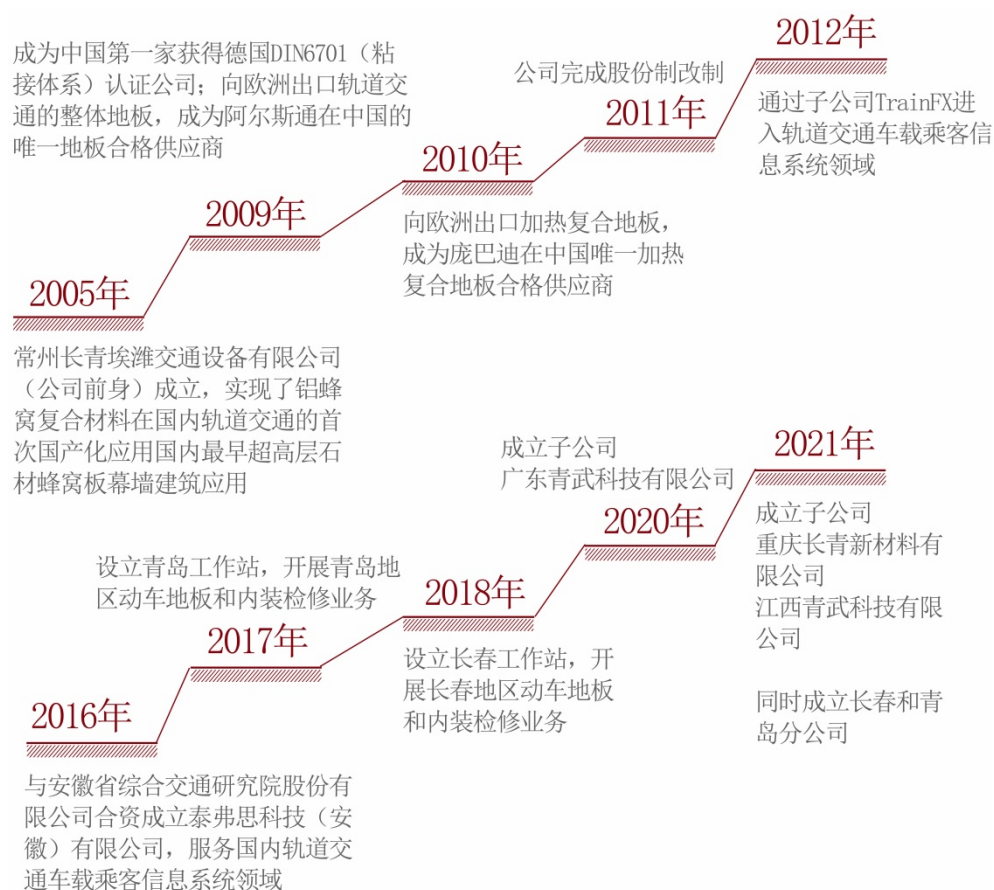 2005年
常州长青埃潍交通设备有限公司
（公司前身）成立，实现了铝蜂
窝复合材料在国内轨道交通的首
次国产化应用国内最早超高层石
材蜂窝板幕墙建筑应用
2009年
成为中国第一家获得德国DIN6701（粘
接体系）认证公司；向欧洲出口轨道交
通的整体地板，成为阿尔斯通在中国的
唯一地板合格供应商
2010年
向欧洲出口加热复合地板，
成为庞巴迪在中国唯一加热
复合地板合格供应商
2011年
公司完成股份制改制
2012年
通过子公司TrainFX进
入轨道交通车载乘客信
息系统领域
2016年
与安徽省综合交通研究院股份有
限公司合资成立泰弗思科技（安
徽）有限公司，服务国内轨道交
通车载乘客信息系统领域
2017年
设立青岛工作站，开展青岛地
区动车地板和内装检修业务
2018年
设立长春工作站，开
展长春地区动车地板
和内装检修业务
2020年
成立子公司
广东青武科技有限公司
2021年
成立子公司
重庆长青新材料有
限公司
江西青武科技有限
公司
同时成立长春和青
岛分公司